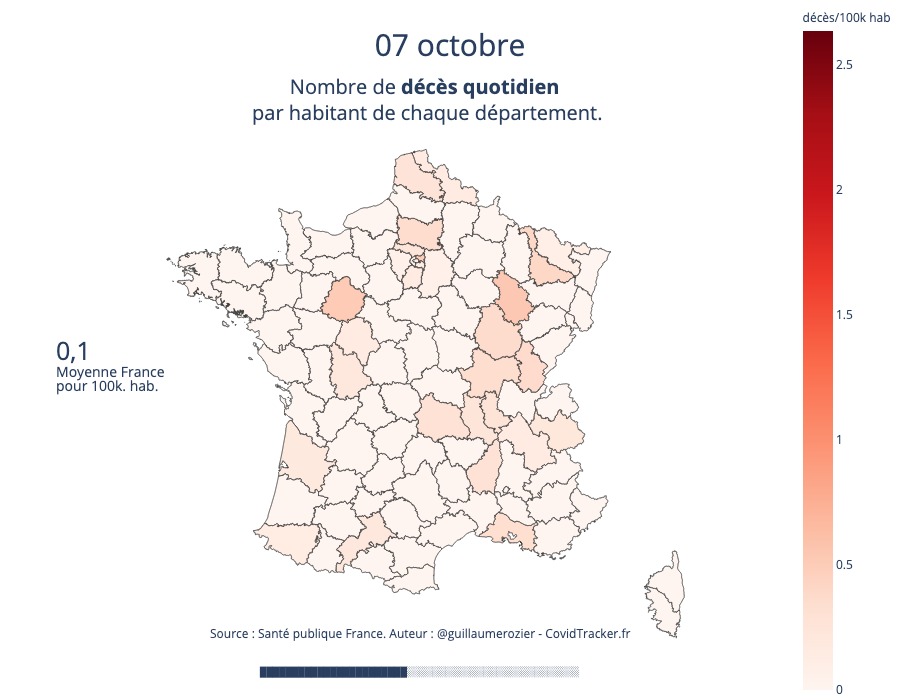 décès/100k hab
07 octobre
Nombre de décès quotidien
par habitant de chaque département.
2.5
2
1.5
1
0.5
0
0,1
Moyenne France
pour 100k. hab.
Source : Santé publique France. Auteur : @guillaumerozier - CovidTracker.fr